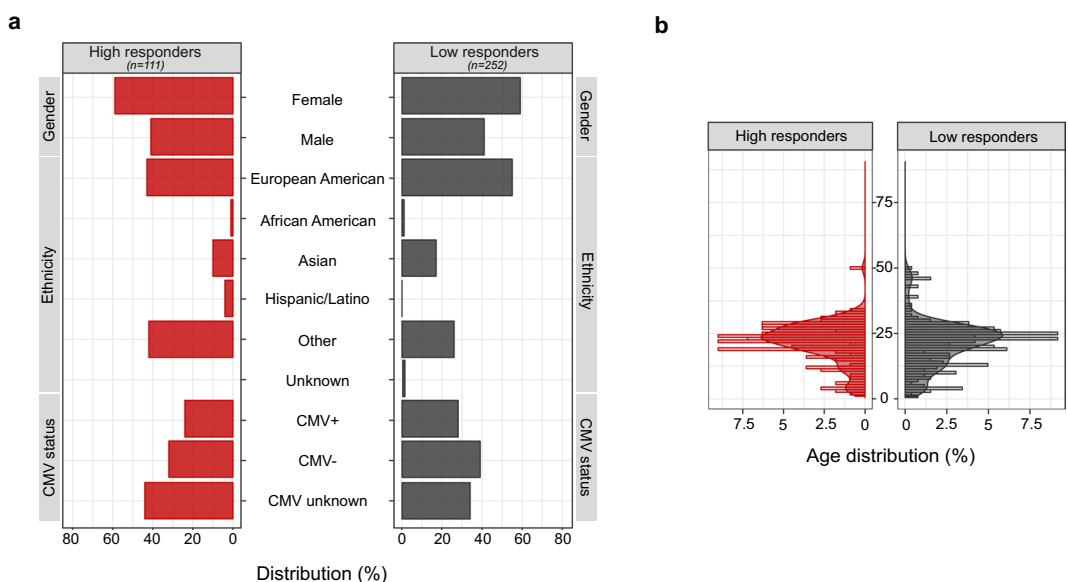 a
High responders
(n=111)
Low responders
(n=252)
Gender
Ethnicity
CMV status
Female
Male
European American
African American
Asian
Hispanic/Latino
Other
Unknown
CMV+
CMV-
CMV unknown
Gender
Ethnicity
CMV status
80 60 40 20 0
0 20 40 60 80
Distribution (%)
b
High responders
Low responders
75
50
25
0
7.5 5 2.5 0
0 2.5 5 7.5
Age distribution (%)